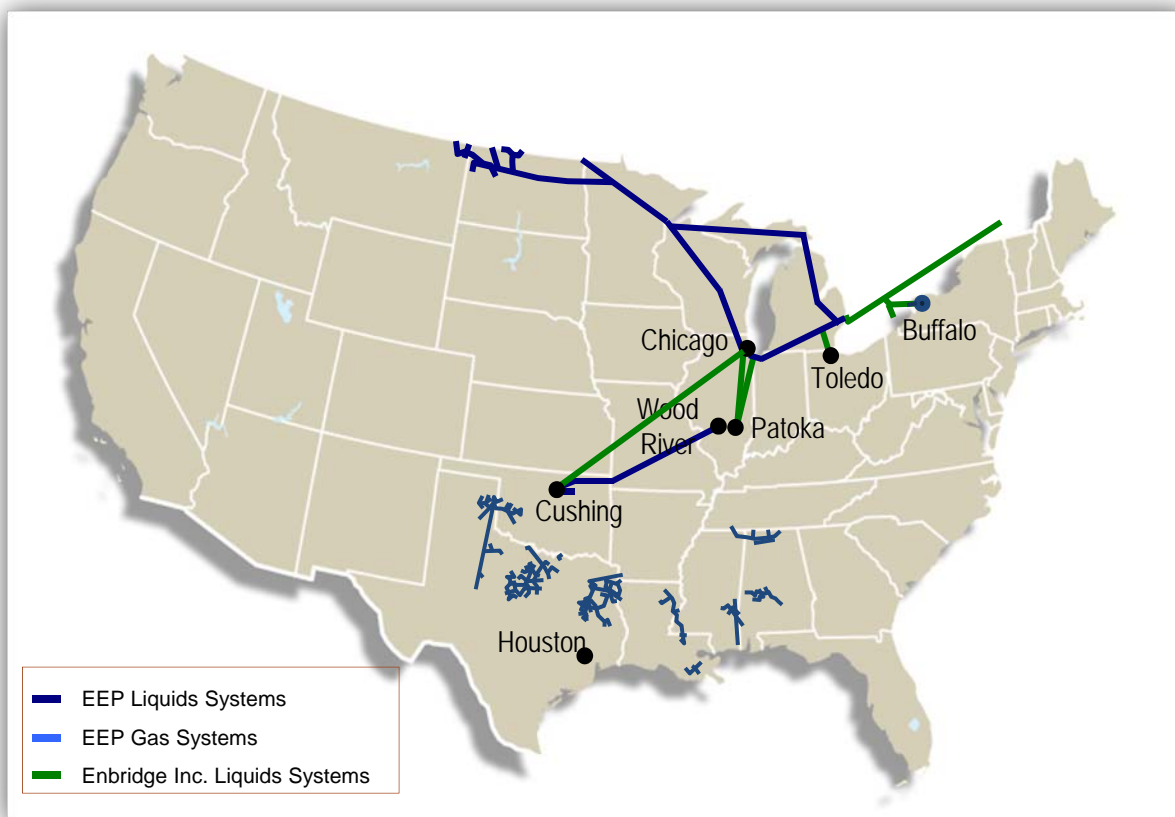 Chicago
Buffalo
Toledo
Wood
River
Patoka
Cushing
Houston
EEP Liquids Systems
EEP Gas Systems
Enbridge Inc. Liquids Systems